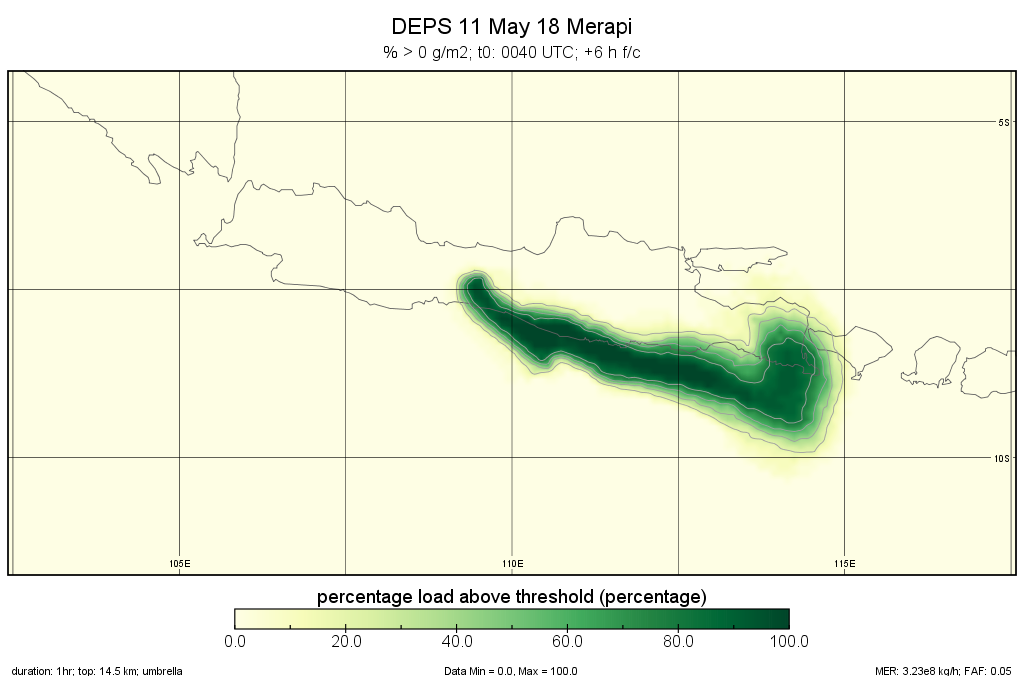 DEPS 11 May 18 Merapi
% > 0 g/m2; t0: 0040 UTC; +6 h f/c
5S
10S
105E 110E 115E
percentage load above threshold (percentage)
0.0 20.0 40.0 60.0 80.0 100.0
duration: 1hr; top: 14.5 km; umbrella Data Min = 0.0, Max = 100.0 MER: 3.23e8 kg/h; FAF: 0.05